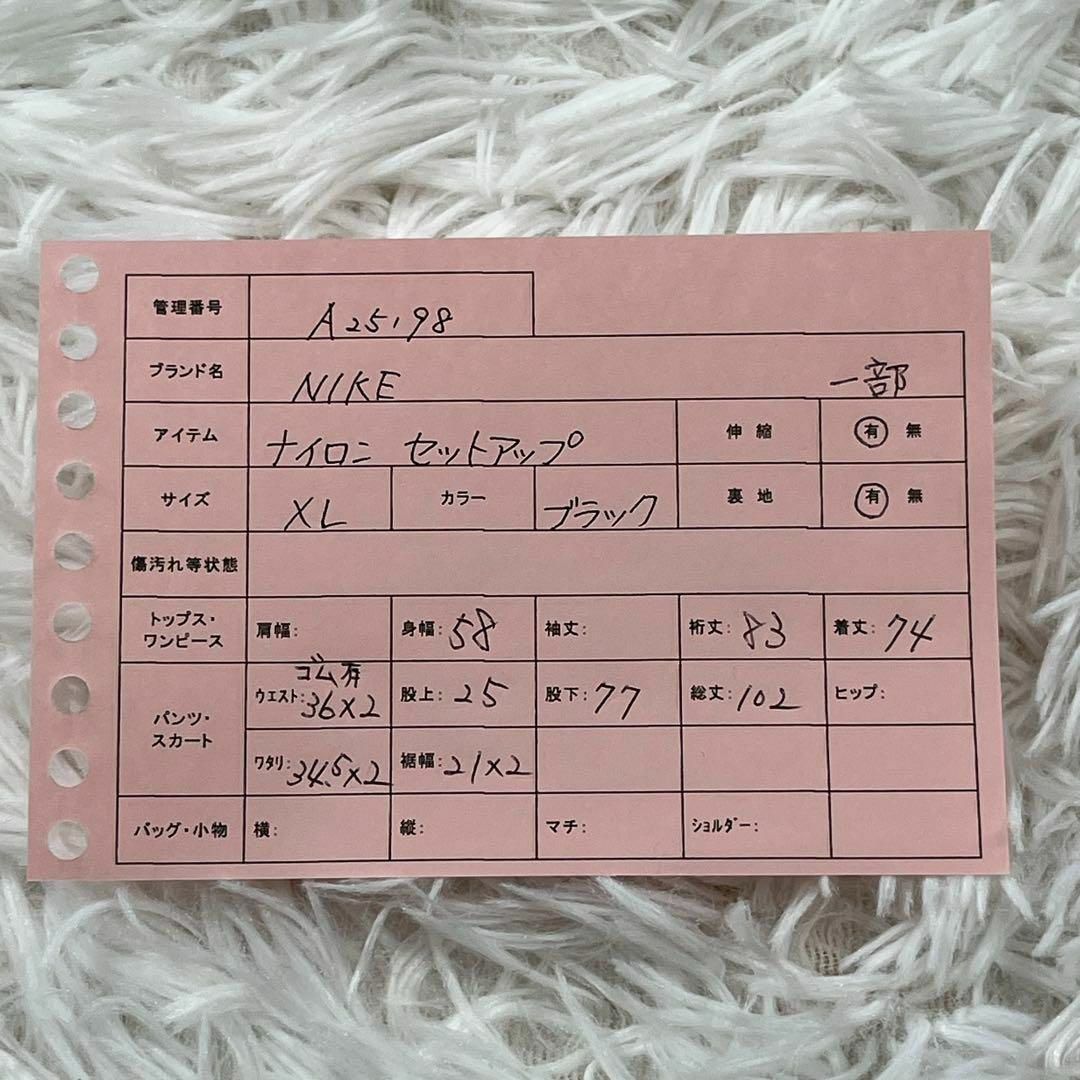 管理番号 A25198
ブランド名 NIKE 一部
アイテム ナイロン セットアップ 伸縮 有 無
サイズ XL カラー ブラック 裏地 有 無
傷汚れ等状態
トップス・ワンピース 肩幅: 身幅:58 袖丈: 裄丈:83 着丈:74
ゴム有
パンツ・スカート ウエスト:36×2 股上:25 股下:77 総丈:102 ヒップ:
ワタリ:34.5×2 裾幅:21×2
バッグ・小物 横: 縦: マチ: ショルダー: